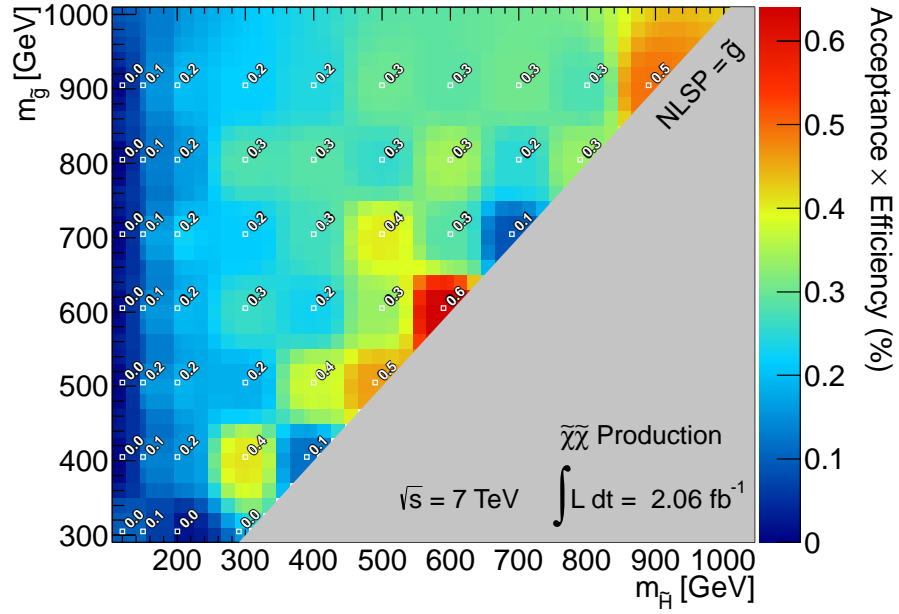 m_g̃ [GeV]
1000
900
800
700
600
500
400
300
0.0 0.1 0.2 0.2 0.3 0.3 0.3 0.3 0.5
0.0 0.1 0.2 0.3 0.3 0.3 0.3 0.2 0.3
0.0 0.1 0.2 0.2 0.3 0.4 0.3 0.1
0.0 0.2 0.2 0.3 0.2 0.3 0.6
0.0 0.2 0.2 0.2 0.4 0.5
0.0 0.1 0.2 0.4 0.1
0.0 0.1 0.0 0.0
NLSP = g̃
χ̃χ̃ Production
√s = 7 TeV ∫L dt = 2.06 fb⁻¹
200 300 400 500 600 700 800 900 1000
m_H̃ [GeV]
0.6
0.5
0.4
0.3
0.2
0.1
0
Acceptance × Efficiency (%)